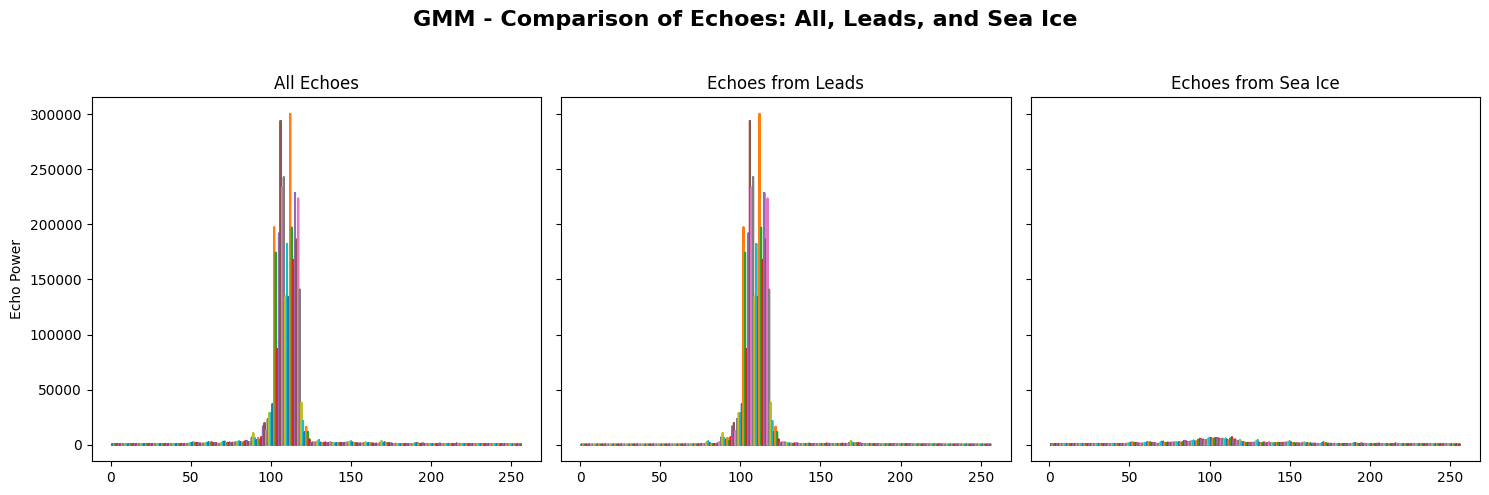 GMM - Comparison of Echoes: All, Leads, and Sea Ice
All Echoes
Echoes from Leads
Echoes from Sea Ice
Echo Power
300000
250000
200000
150000
100000
50000
0
0 50 100 150 200 250
0 50 100 150 200 250
0 50 100 150 200 250